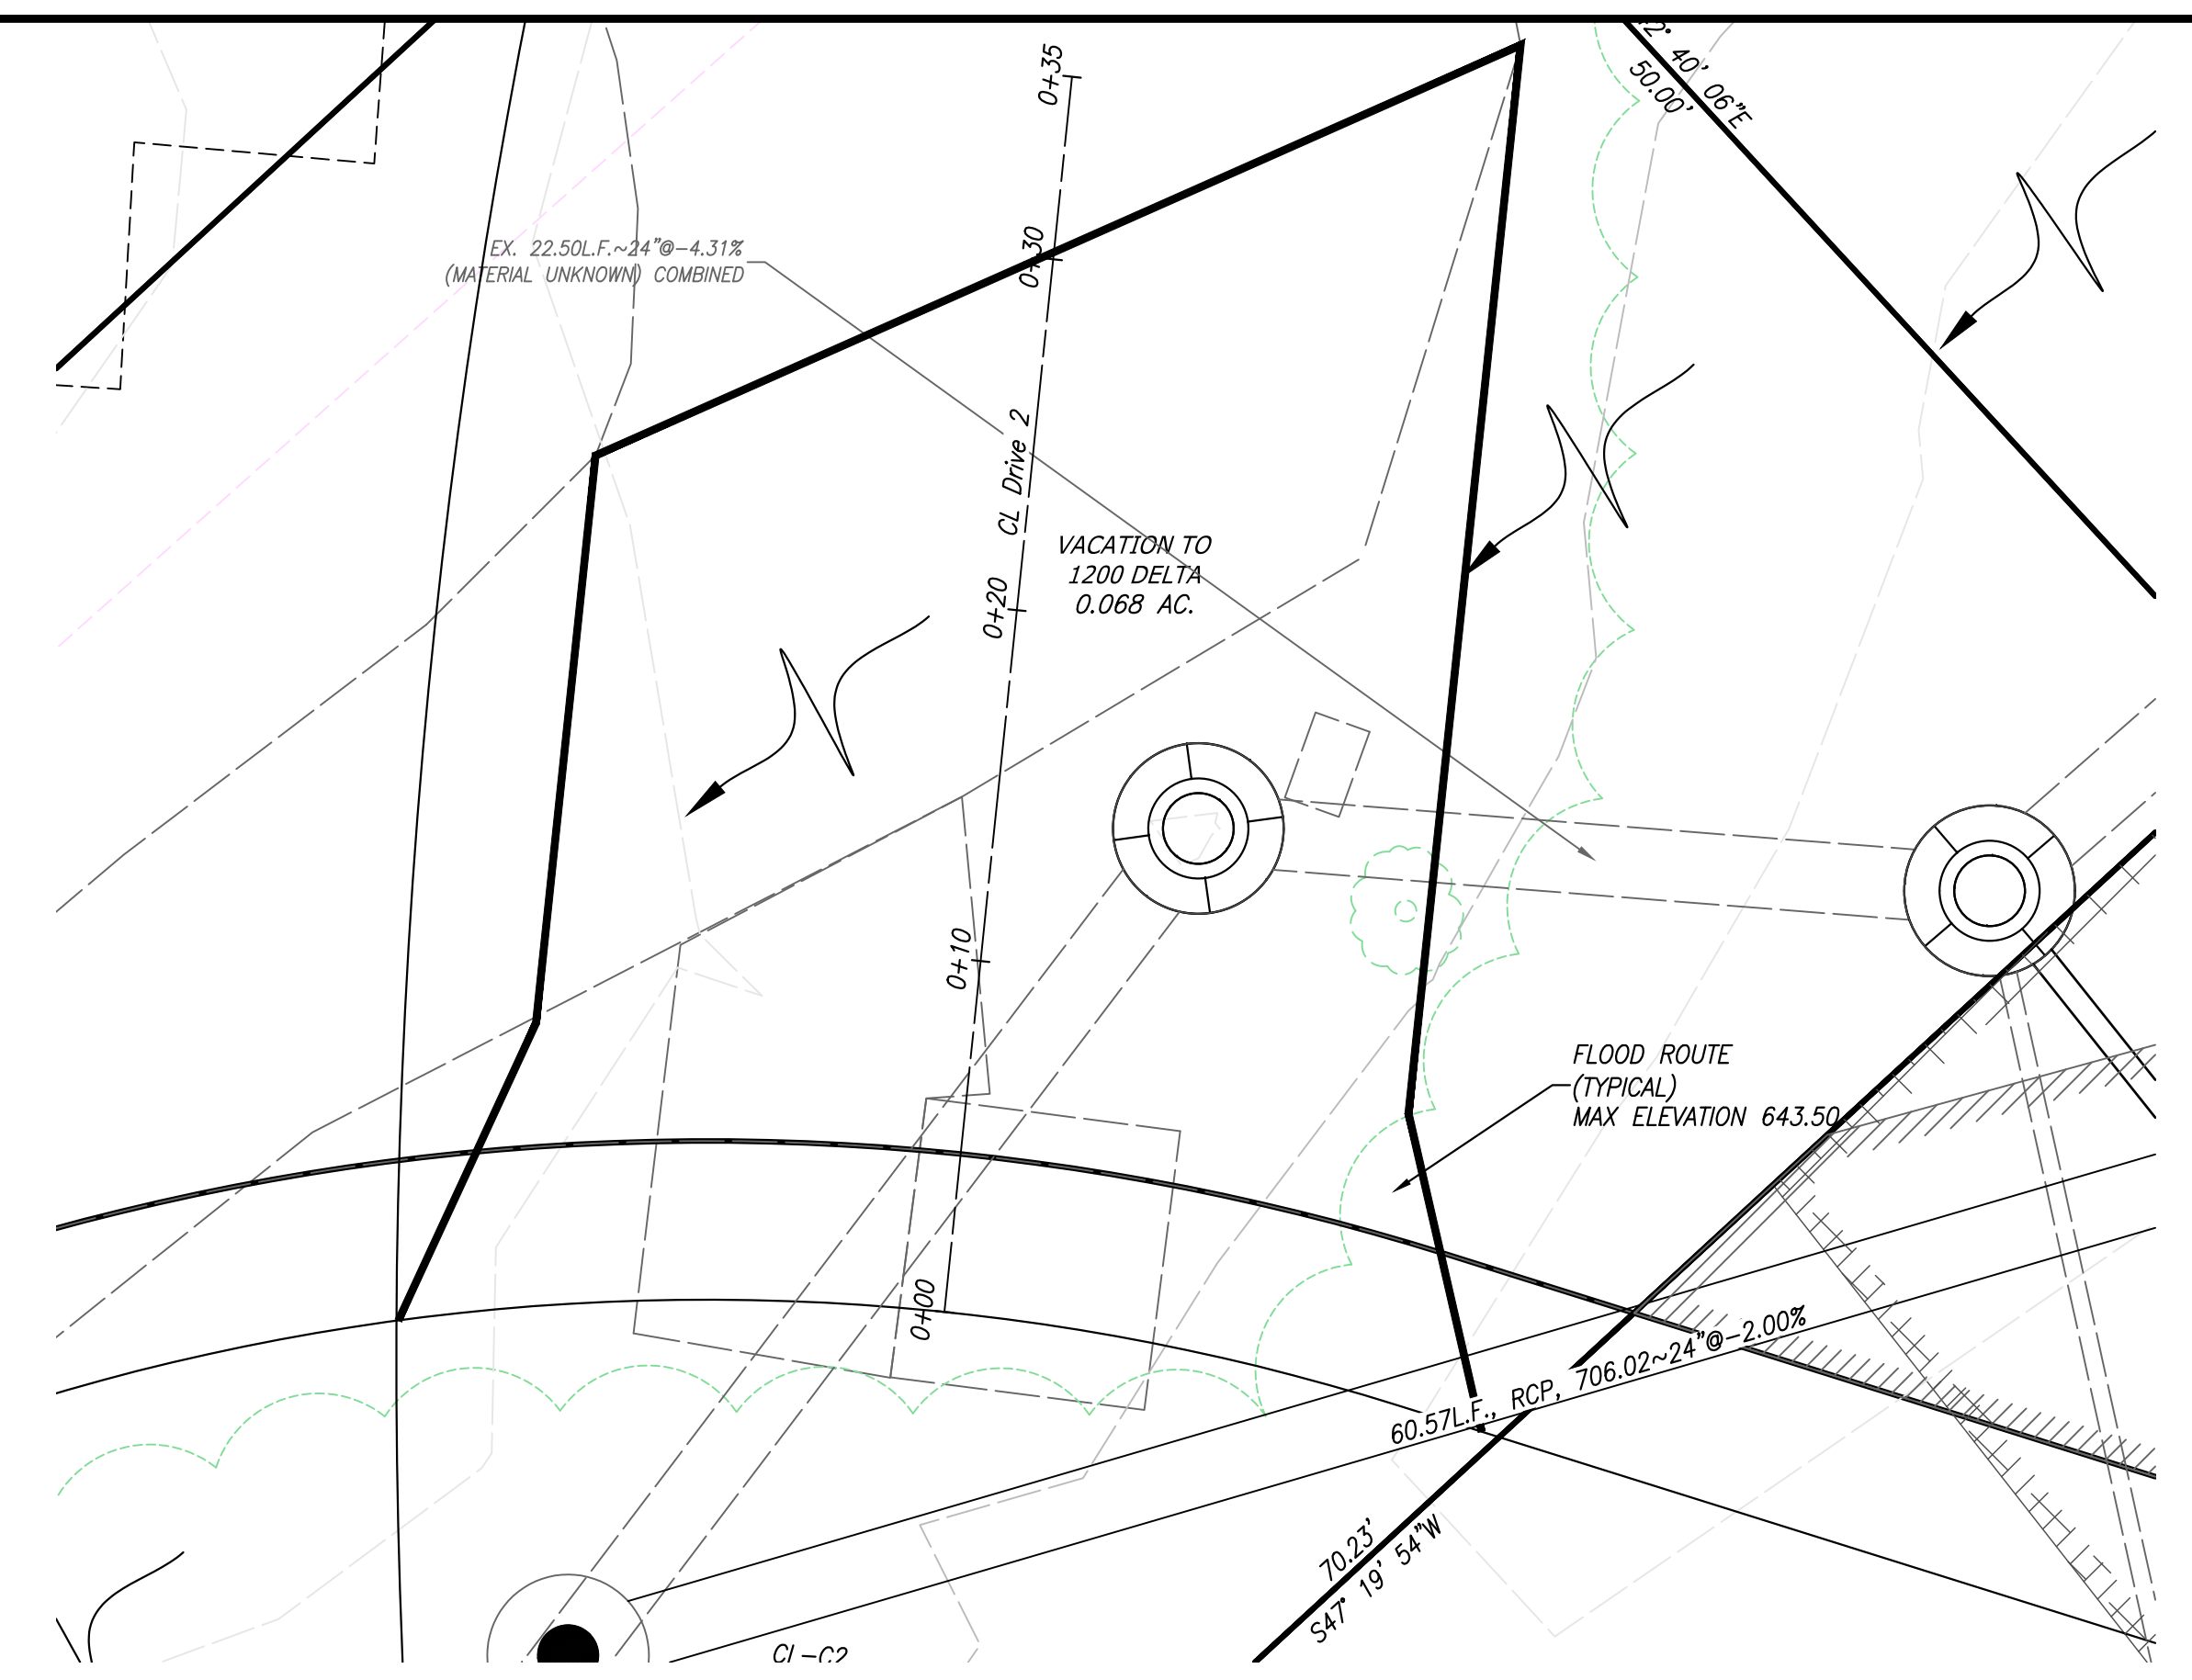 0+35
2° 40' 06"E
50.00'
0+30
EX. 22.50L.F.~24"@-4.31%
(MATERIAL UNKNOWN) COMBINED
CL Drive 2
VACATION TO
1200 DELTA
0.068 AC.
0+20
0+10
FLOOD ROUTE
(TYPICAL)
MAX ELEVATION 643.50
0+00
60.57L.F., RCP, 706.02~24"@-2.00%
70.23'
S47° 19' 54"W
CI-C2